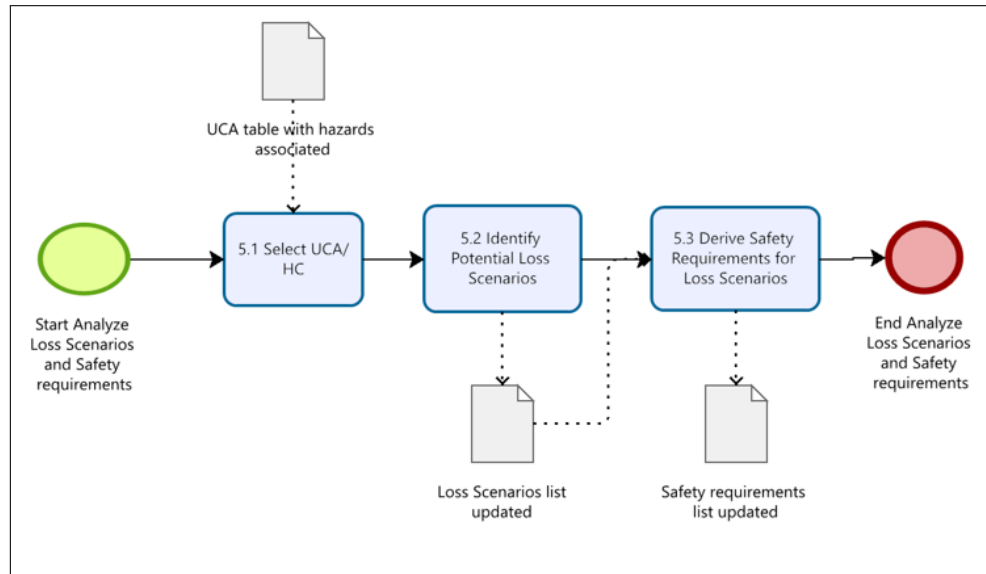 UCA table with hazards
associated
5.1 Select UCA/
HC
5.2 Identify
Potential Loss
Scenarios
5.3 Derive Safety
Requirements for
Loss Scenarios
Start Analyze
Loss Scenarios
and Safety
requirements
End Analyze
Loss Scenarios
and Safety
requirements
Loss Scenarios list
updated
Safety requirements
list updated